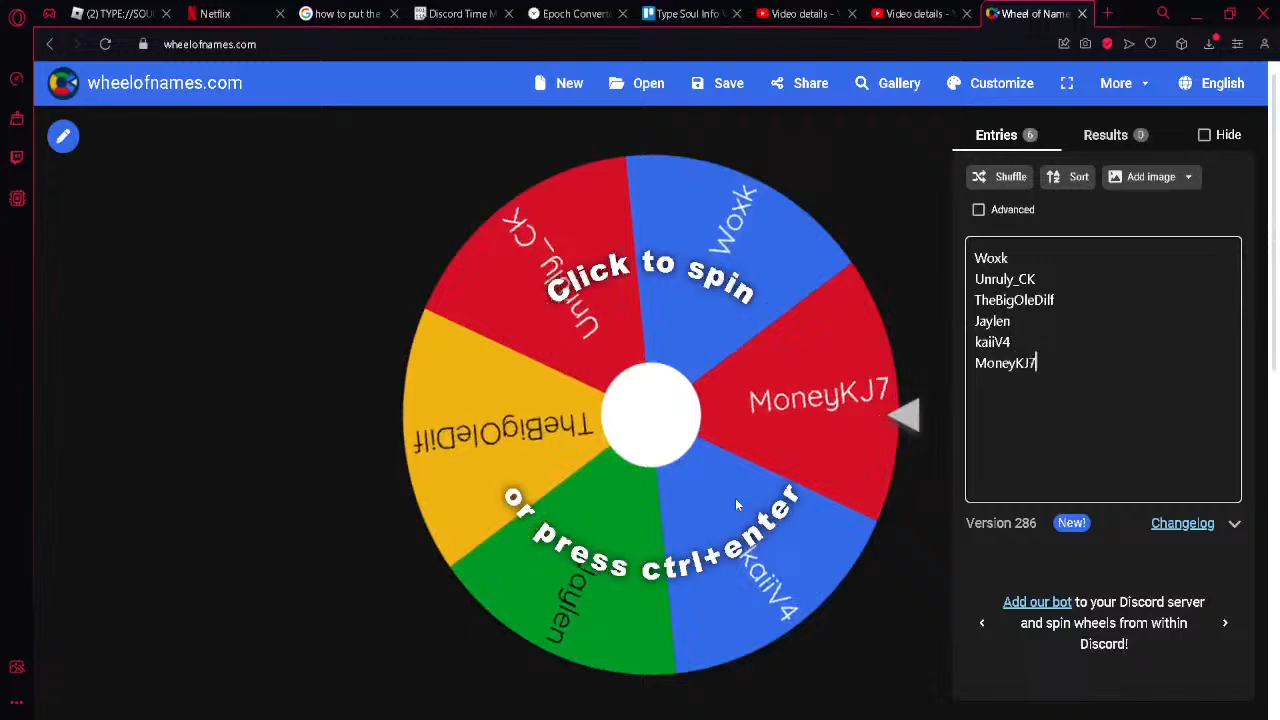 (2) TYPE://SOUL
Netflix
how to put the
Discord Time M
Epoch Converte
Type Soul Info
Video details -
Video details -
Wheel of Name
wheelofnames.com
wheelofnames.com
New
Open
Save
Share
Gallery
Customize
More
English
Entries 6
Results 0
Hide
Shuffle
Sort
Add image
Advanced
Woxk
Unruly_CK
TheBigOleDilf
Jaylen
kaiiV4
MoneyKJ7
Woxk
Unruly_CK
Click to spin
MoneyKJ7
TheBigOleDilf
or press ctrl+enter
kaiiV4
Jaylen
Version 286
New!
Changelog
Add our bot to your Discord server
and spin wheels from within
Discord!